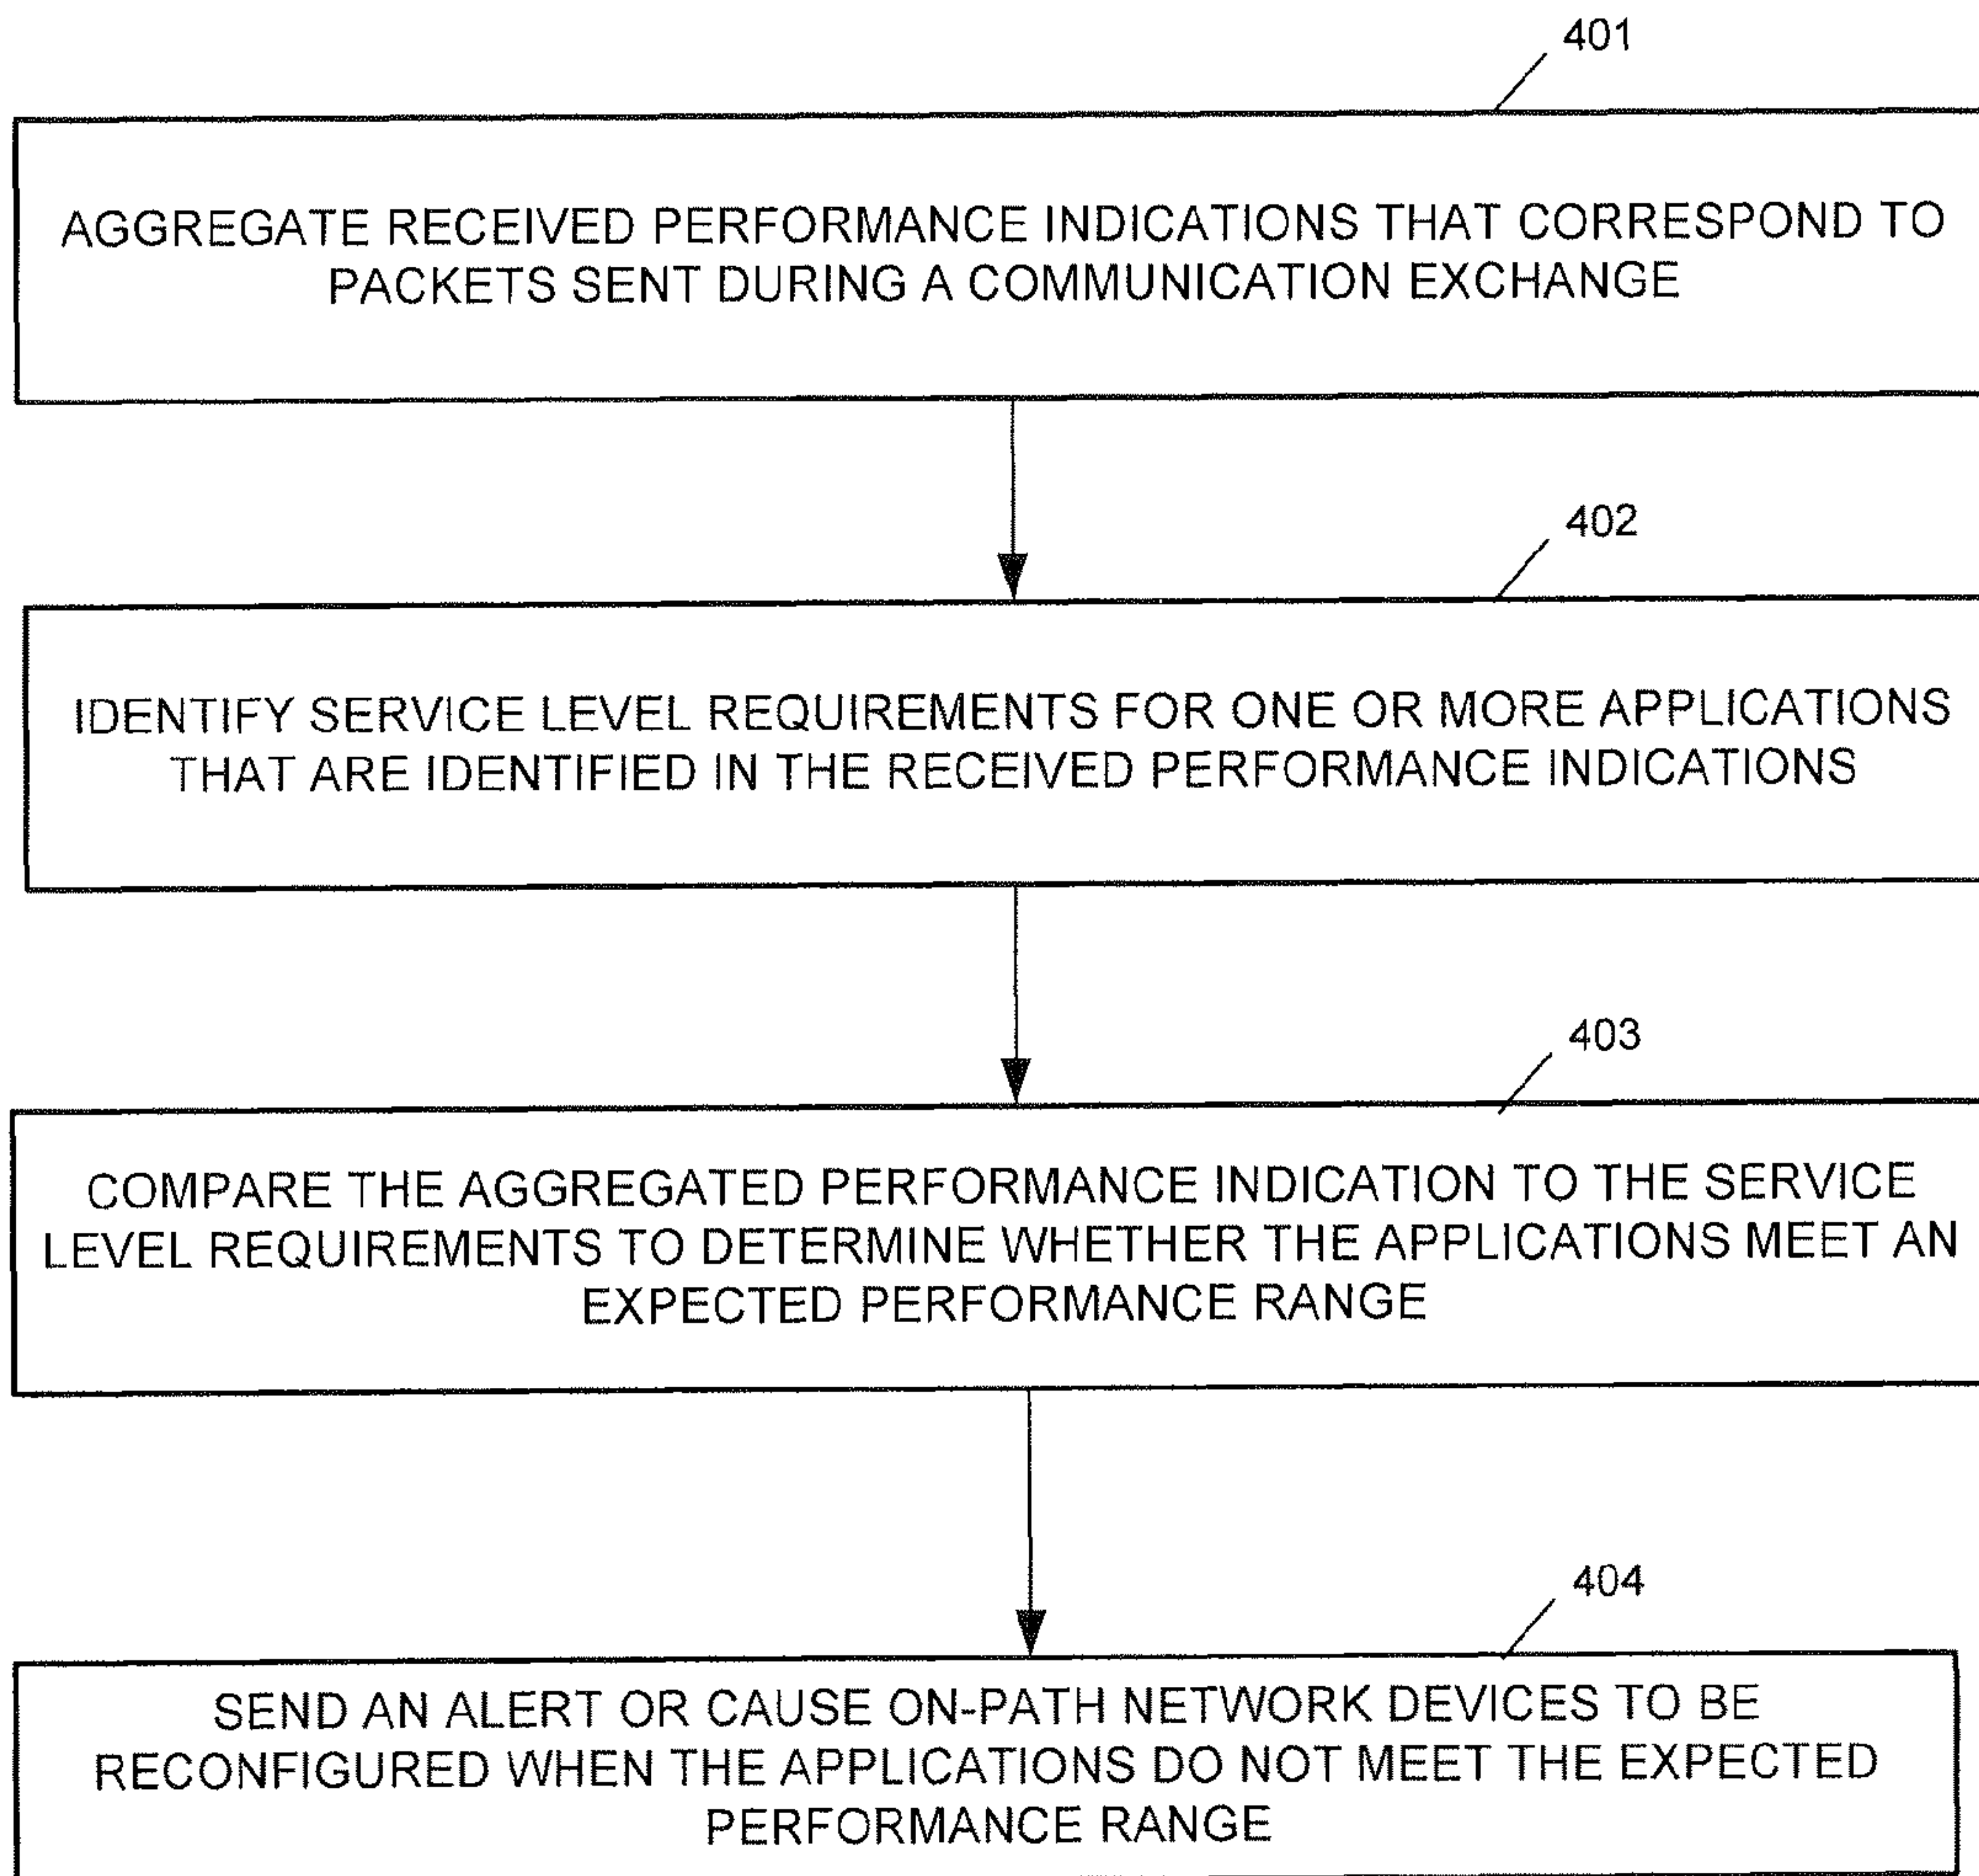 401
AGGREGATE RECEIVED PERFORMANCE INDICATIONS THAT CORRESPOND TO
PACKETS SENT DURING A COMMUNICATION EXCHANGE
402
IDENTIFY SERVICE LEVEL REQUIREMENTS FOR ONE OR MORE APPLICATIONS
THAT ARE IDENTIFIED IN THE RECEIVED PERFORMANCE INDICATIONS
403
COMPARE THE AGGREGATED PERFORMANCE INDICATION TO THE SERVICE
LEVEL REQUIREMENTS TO DETERMINE WHETHER THE APPLICATIONS MEET AN
EXPECTED PERFORMANCE RANGE
404
SEND AN ALERT OR CAUSE ON-PATH NETWORK DEVICES TO BE
RECONFIGURED WHEN THE APPLICATIONS DO NOT MEET THE EXPECTED
PERFORMANCE RANGE